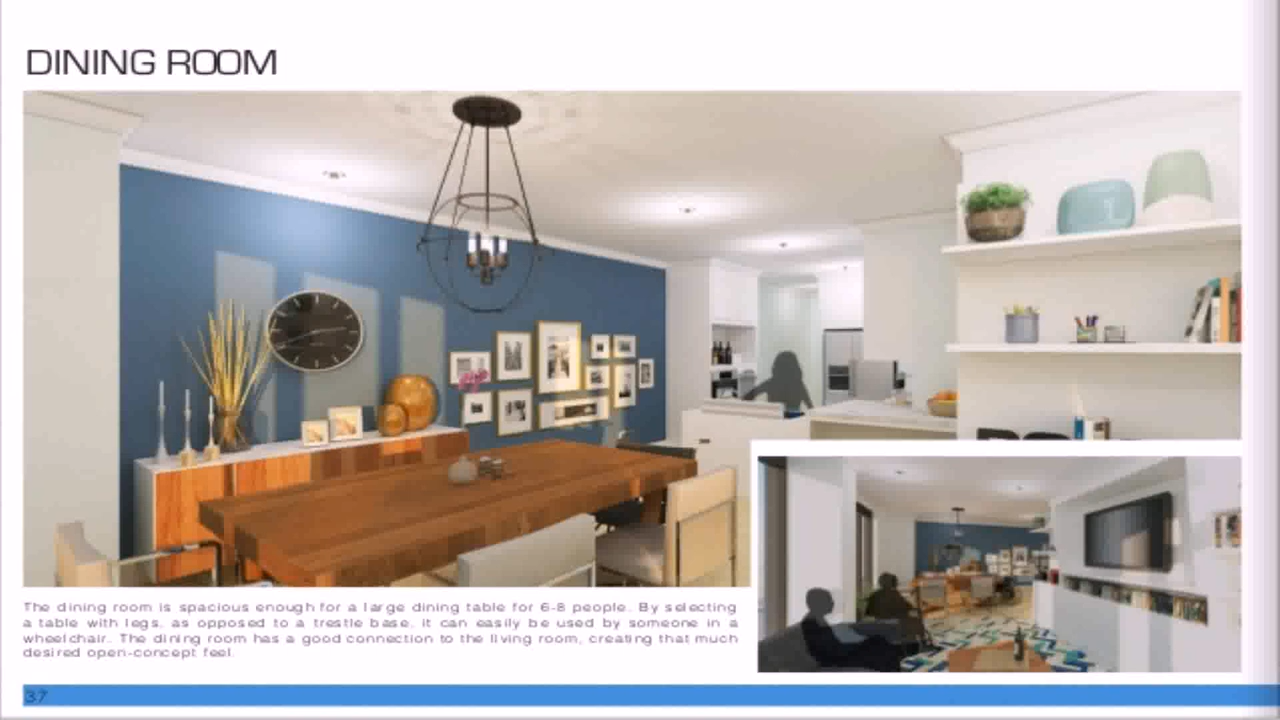 DINING ROOM
The dining room is spacious enough for a large dining table for 6-8 people. By selecting
a table with legs, as opposed to a trestle base, it can easily be used by someone in a
wheelchair. The dining room has a good connection to the living room, creating that much
desired open-concept feel.
37